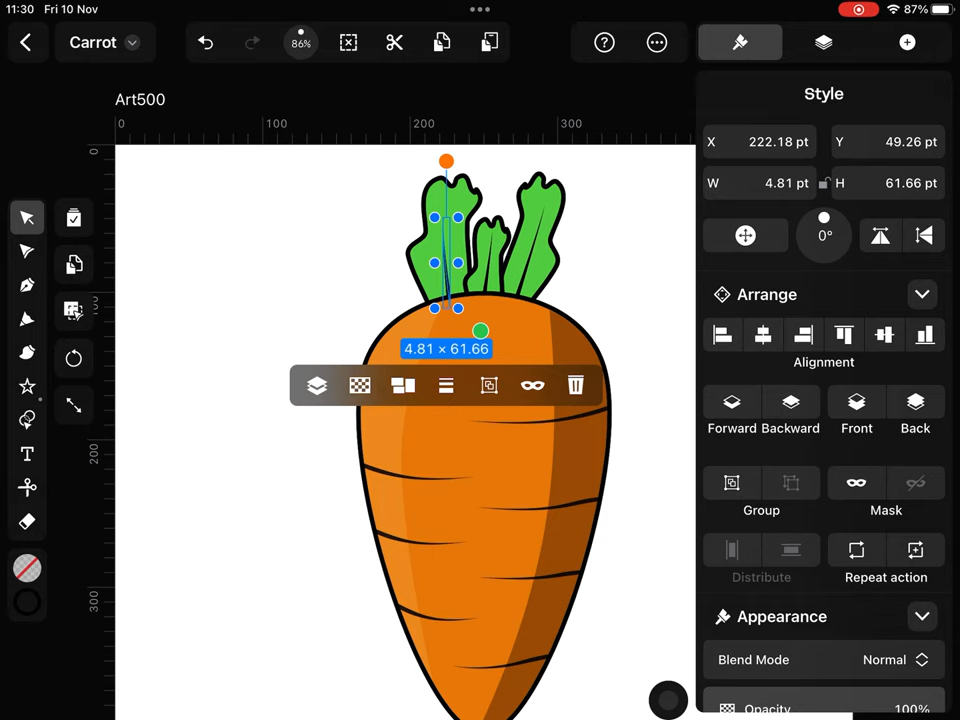 11:30 Fri 10 Nov
87%
Carrot
86%
Art500
0 100 200 300
0
100
200
300
4.81 × 61.66
Style
X 222.18 pt Y 49.26 pt
W 4.81 pt H 61.66 pt
0°
Arrange
Alignment
Forward Backward Front Back
Group Mask
Distribute Repeat action
Appearance
Blend Mode Normal
Opacity 100%
T